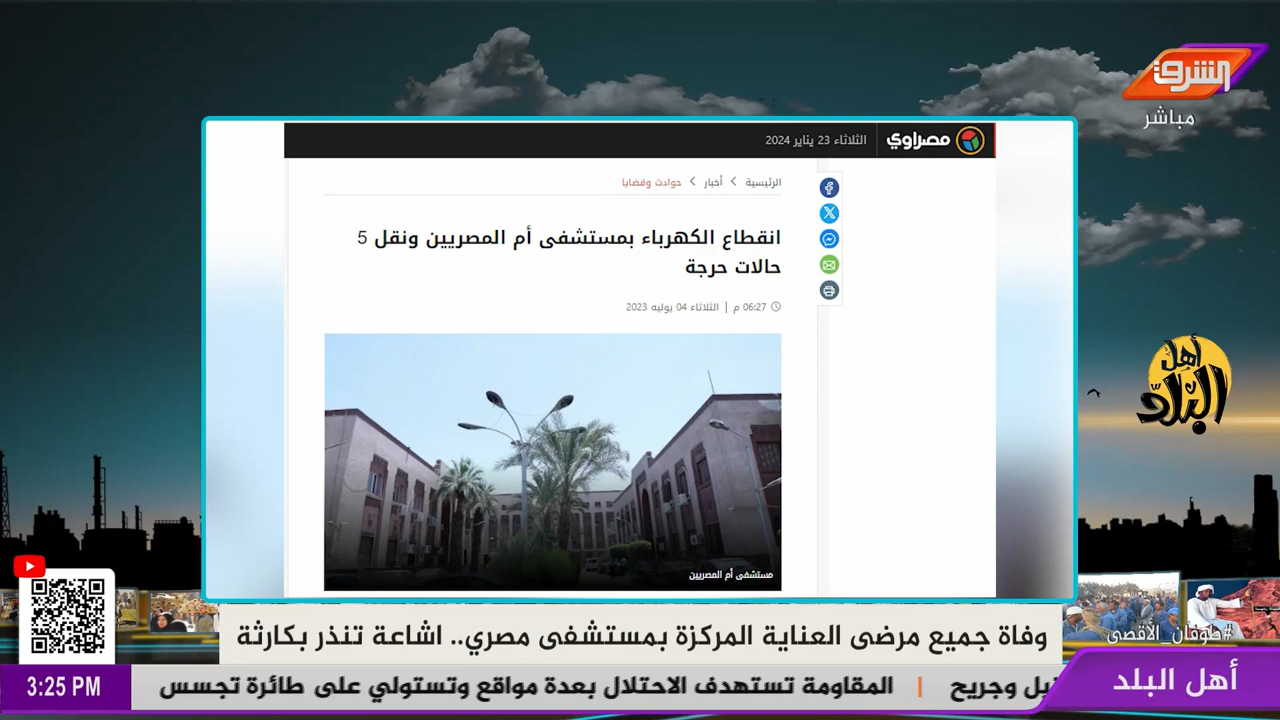 الشرق
مباشر
مصراوي
الثلاثاء 23 يناير 2024
الرئيسية > أخبار > حوادث وقضايا
انقطاع الكهرباء بمستشفى أم المصريين ونقل 5
حالات حرجة
06:27 م | الثلاثاء 04 يوليه 2023
مستشفى أم المصريين
أهل
البلد
#طوفان_الأقصى
وفاة جميع مرضى العناية المركزة بمستشفى مصري.. اشاعة تنذر بكارثة
أهل البلد
وجريح | المقاومة تستهدف الاحتلال بعدة مواقع وتستولي على طائرة تجسس
3:25 PM